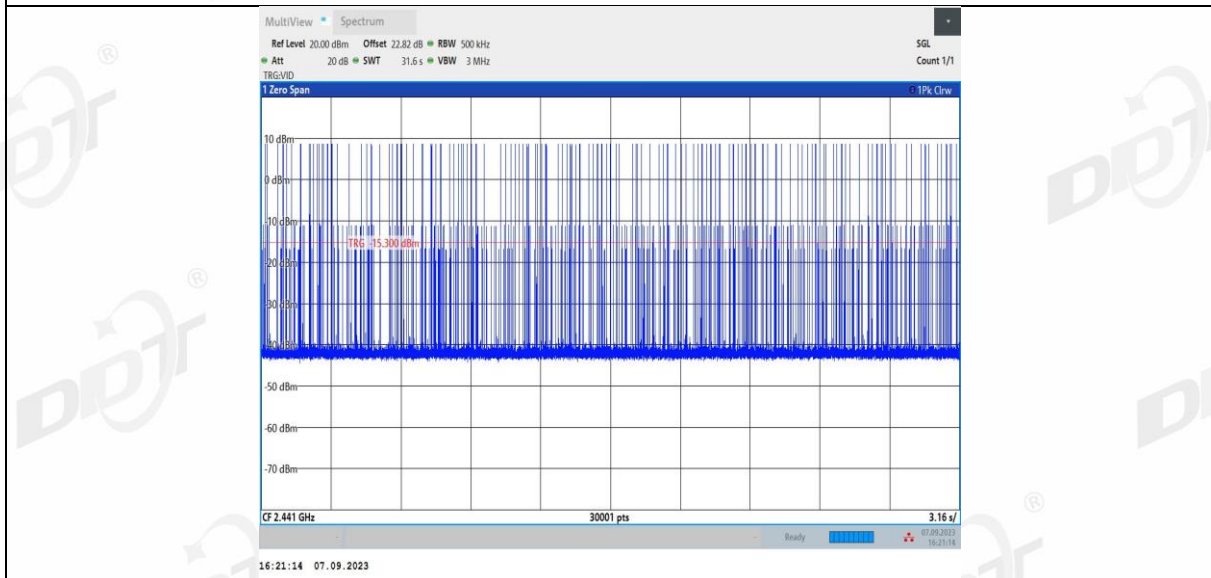 MultiView Spectrum
Ref Level 20.00 dBm Offset 22.82 dB RBW 500 kHz SGL
Att 20 dB SWT 31.6 s VBW 3 MHz Count 1/1
TRG:VID
1 Zero Span 1Pk Clrw
10 dBm
0 dBm
-10 dBm
TRG -15.300 dBm
-20 dBm
-30 dBm
-40 dBm
-50 dBm
-60 dBm
-70 dBm
CF 2.441 GHz 30001 pts 3.16 s/
Ready 07.09.2023
16:21:14
16:21:14 07.09.2023
DDT ®